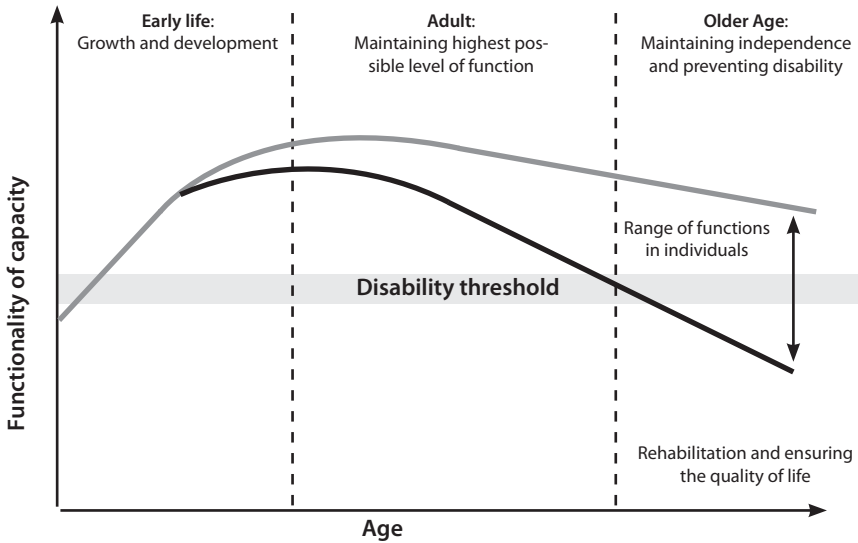 Early life:
Growth and development
Adult:
Maintaining highest pos-
sible level of function
Older Age:
Maintaining independence
and preventing disability
Functionality of capacity
Range of functions
in individuals
Disability threshold
Rehabilitation and ensuring
the quality of life
Age